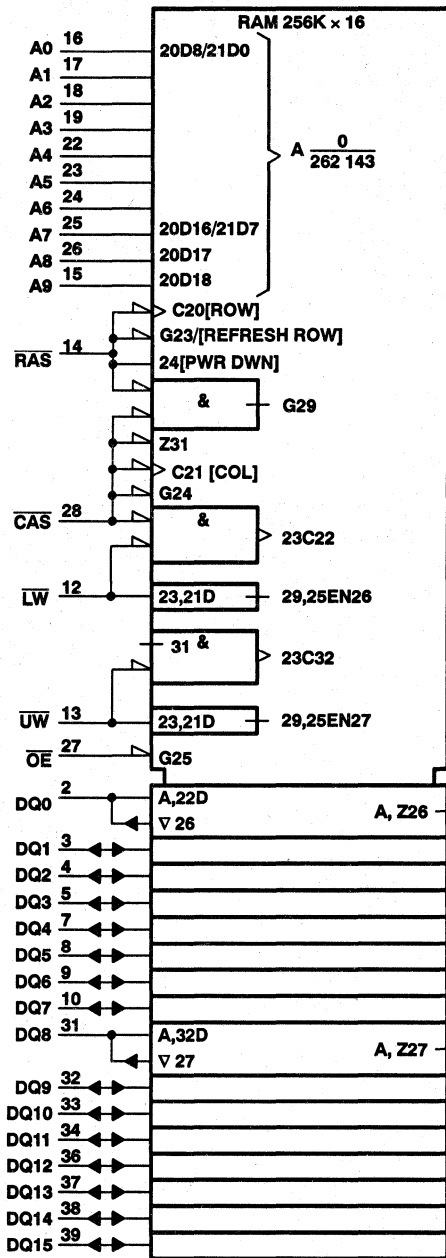 RAM 256K × 16
A0 16 20D8/21D0
A1 17
A2 18
A3 19
A4 22
A 0
262 143
A5 23
A6 24
A7 25 20D16/21D7
A8 26 20D17
A9 15 20D18
C20[ROW]
G23/[REFRESH ROW]
RAS 14 24[PWR DWN]
& G29
Z31
C21 [COL]
G24
CAS 28 &
23C22
LW 12 23,21D 29,25EN26
31 &
23C32
UW 13 23,21D 29,25EN27
OE 27 G25
DQ0 2 A,22D A, Z26
∇ 26
DQ1 3
DQ2 4
DQ3 5
DQ4 7
DQ5 8
DQ6 9
DQ7 10
DQ8 31 A,32D A, Z27
∇ 27
DQ9 32
DQ10 33
DQ11 34
DQ12 36
DQ13 37
DQ14 38
DQ15 39